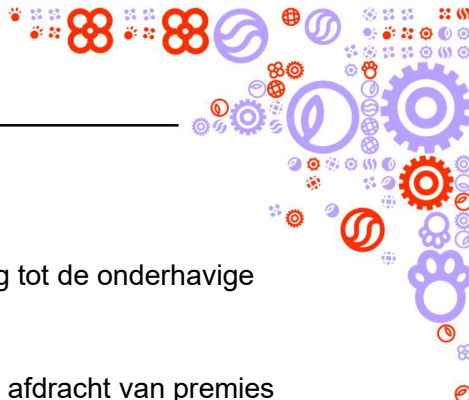 g tot de onderhavige
afdracht van premies